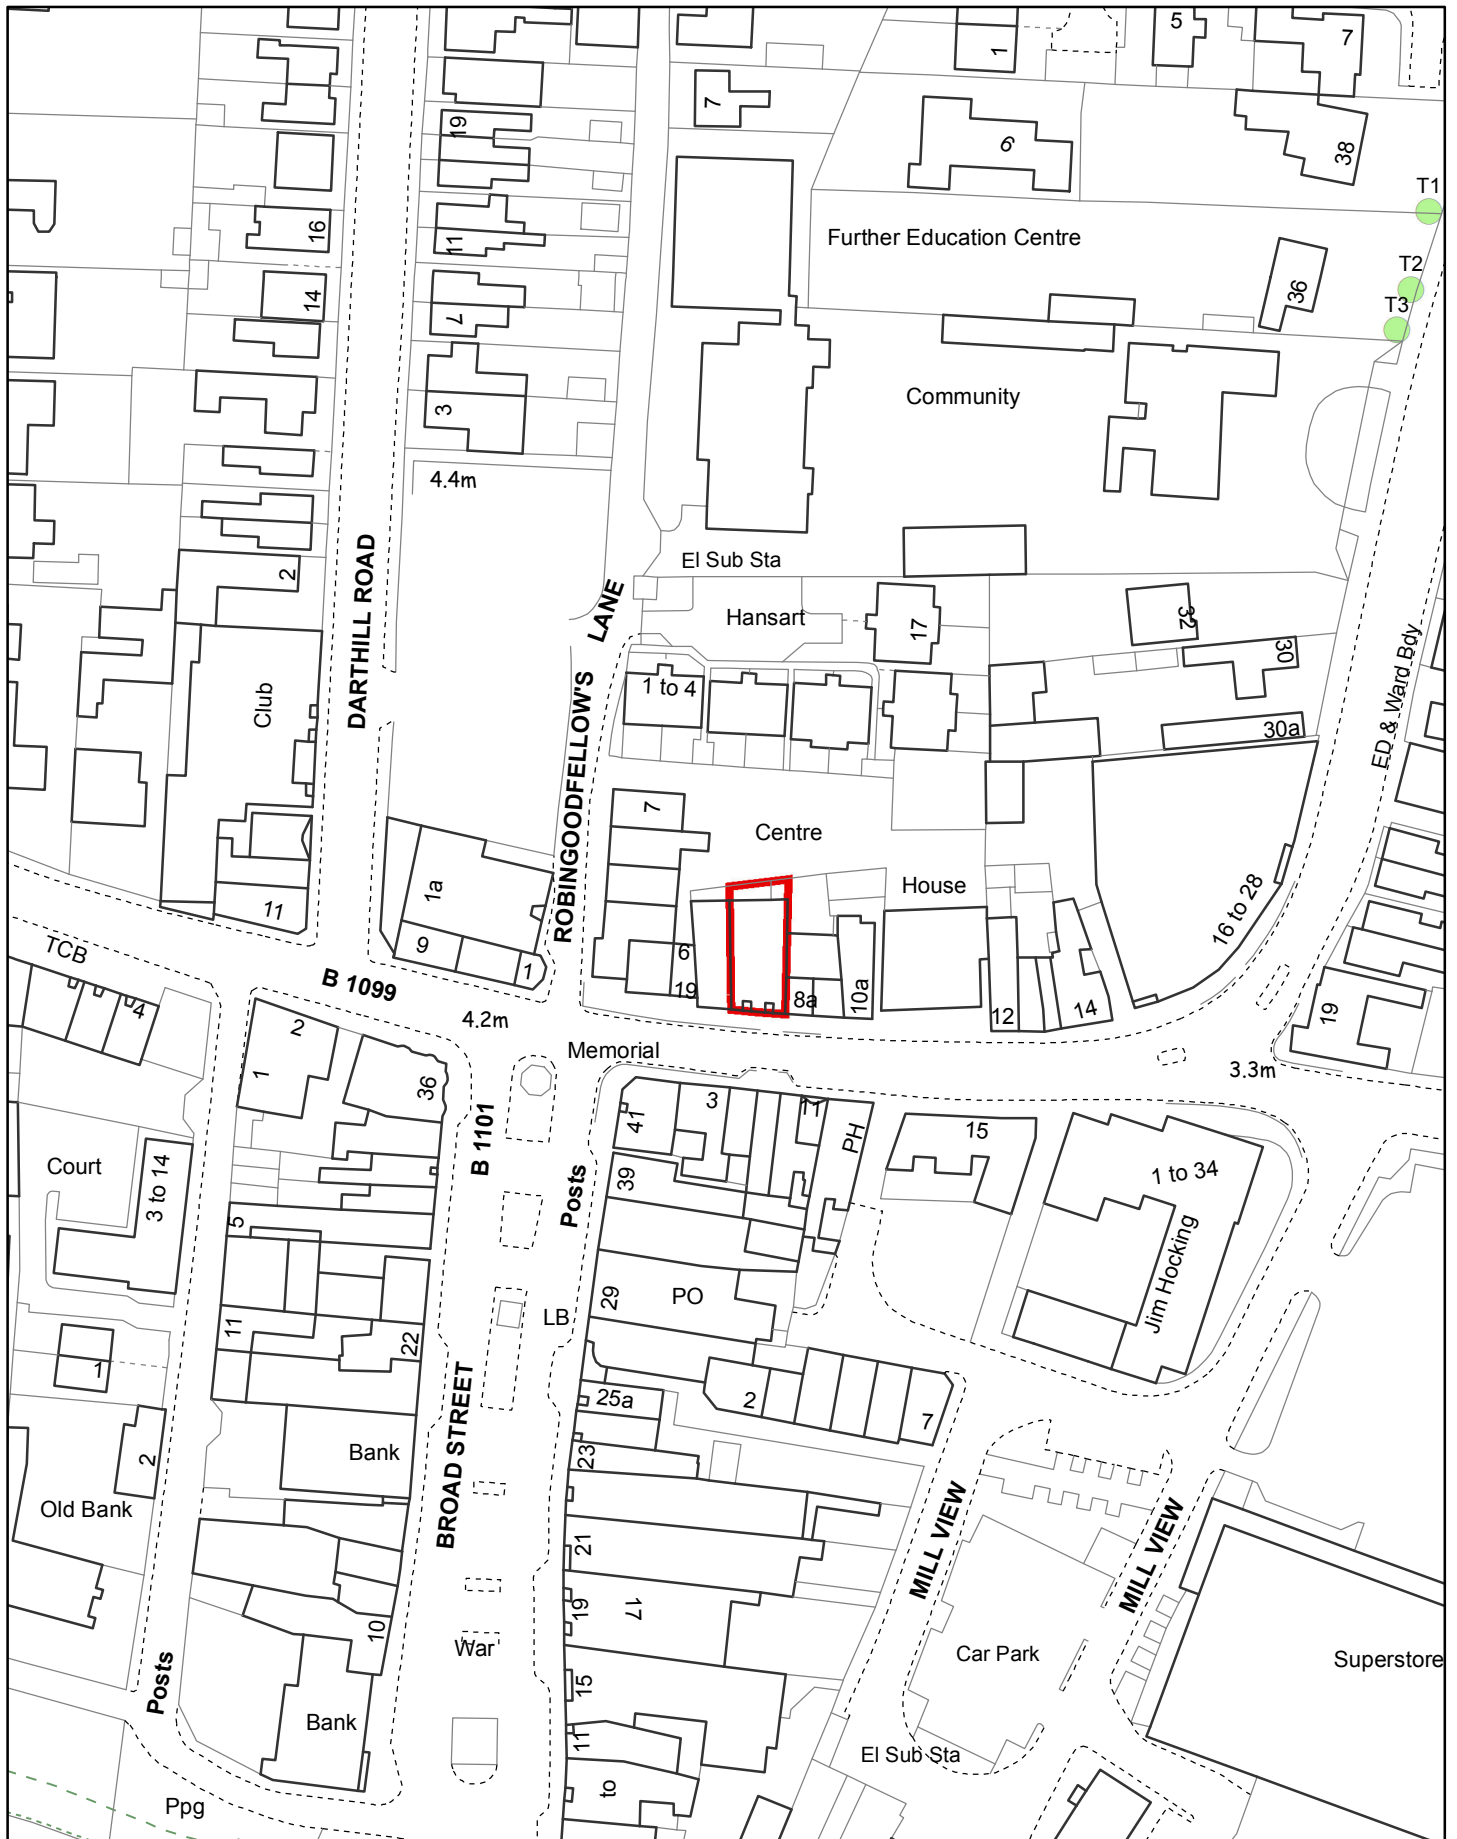 5
7
1
7
19
6
38
T1
16
Further Education Centre
11
T2
36
14
T3
7
Community
3
4.4m
DARTHILL ROAD
El Sub Sta
2
LANE
Hansart
17
32
30
ED & Ward Bdy
1 to 4
Club
30a
ROBINGOODFELLOW'S
7
Centre
House
1a
16 to 28
11
9
6
TCB
1
19
8a
10a
B 1099
4
12
14
19
4.2m
2
Memorial
3.3m
1
36
3
11
41
PH
15
B 1101
Court
3 to 14
Posts
39
1 to 34
5
Jim Hocking
29
PO
LB
11
22
1
BROAD STREET
25a
2
7
Bank
23
2
Old Bank
MILL VIEW
MILL VIEW
21
19
17
10
War
Car Park
Superstore
Posts
15
Bank
11
El Sub Sta
to
Ppg